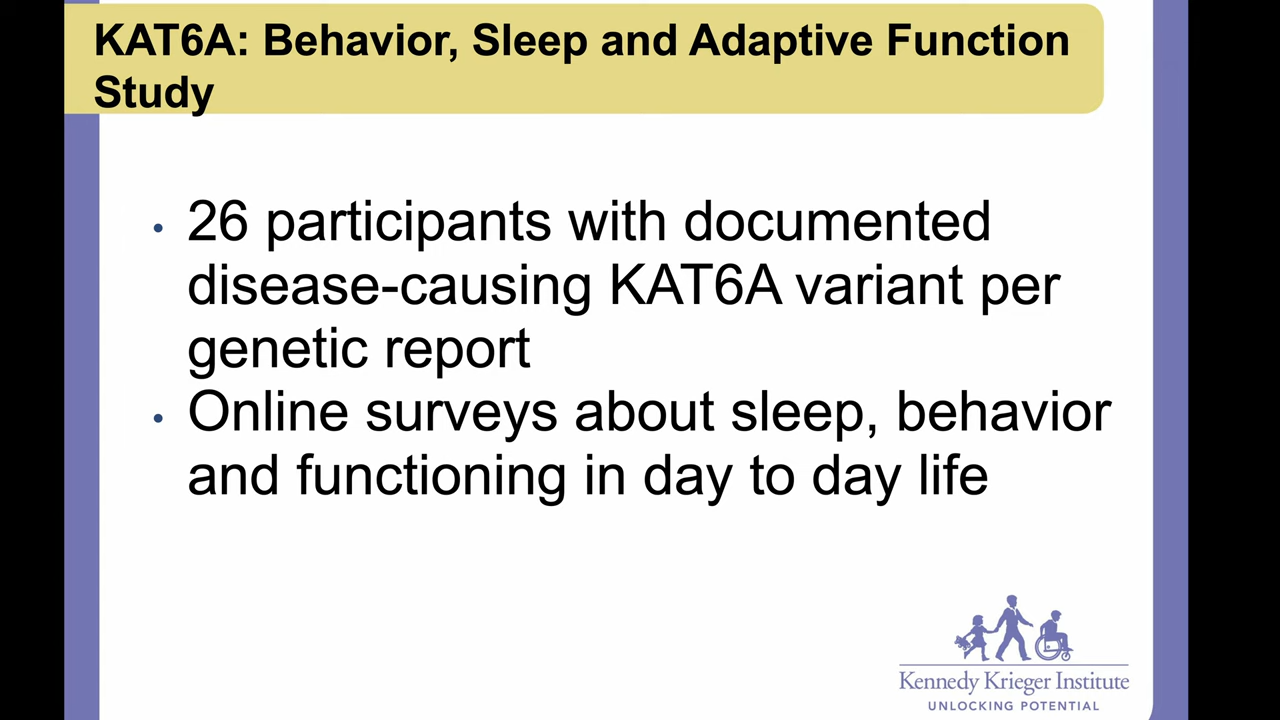 KAT6A: Behavior, Sleep and Adaptive Function
Study
• 26 participants with documented
disease-causing KAT6A variant per
genetic report
• Online surveys about sleep, behavior
and functioning in day to day life
Kennedy Krieger Institute
UNLOCKING POTENTIAL